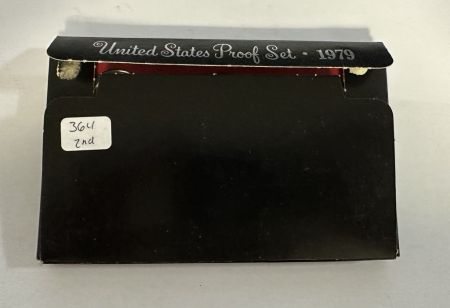 United States Proof Set · 1979
364
2nd